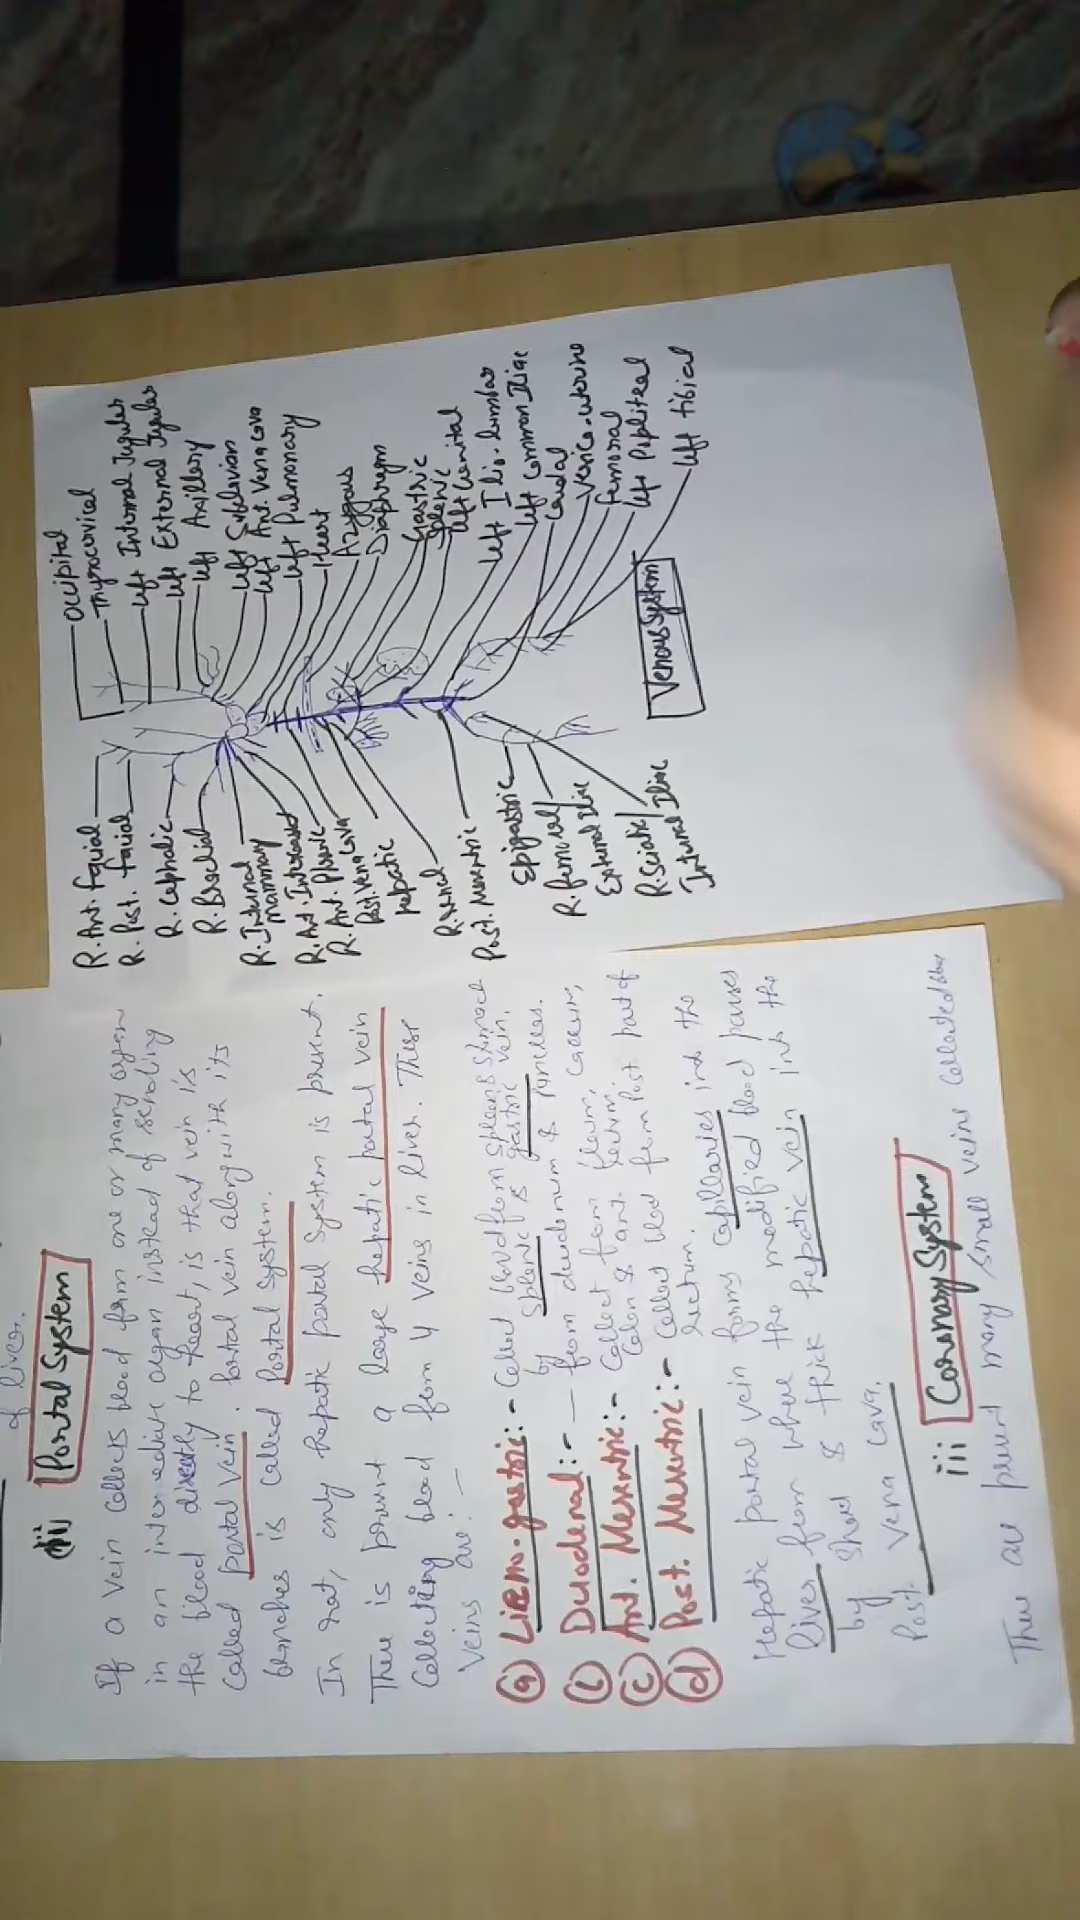 of liver.
ii Portal System
If a vein collects blood from one or many organ
in an intermediate organ instead of sending
the blood directly to heart, is that vein is
called portal vein. Portal vein along with its
branches is called Portal System.
In rat, only hepatic portal system is present.
There is present a large hepatic portal vein
Collecting blood from 4 veins in liver. These
veins are:-
(a) Lieno-gastric:- Collect blood from spleen & stomach
by splenic & gastric vein.
Duodenal:- from duodenum & Pancreas.
(c) Ant. Mesentric:- Collect from ileum, caecum,
Colon & ant. rectum.
(d) Post. Mesentric:- Collect blood from Post part of
rectum.
Hepatic portal vein forms capillaries into the
liver from where the modified blood passes
by short & thick hepatic vein into the
Post. Vena Cava.
iii Coronary System
There are present many small veins Collected
Occipital
Thyrocervical
Left Internal Jugular
Left External Jugular
Left Axillary
Left Subclavian
Left Ant. Vena Cava
Left Pulmonary
Heart
Azygous
Diaphragm
Gastric
Splenic
Left Genital
Left Ilio-lumbar
Left Common Iliac
Caudal
Vesico-uterine
Femoral
Left Popliteal
Left tibial
R. Ant. Facial
R. Post. Facial
R. Cephalic
R. Brachial
R. Internal
mammary
R. Ant. Intercostal
R. Ant. Phrenic
Post. Vena Cava
Hepatic
R. Renal
Post. Mesentric
Epigastric
R. femoral/
External Iliac
R. Sciatic/
Internal Iliac
Venous System